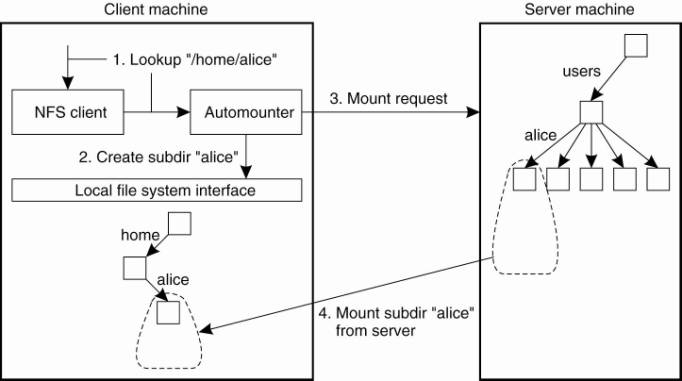 Client machine
Server machine
1. Lookup "/home/alice"
users
NFS client
Automounter
3. Mount request
alice
2. Create subdir "alice"
Local file system interface
home
alice
4. Mount subdir "alice"
from server